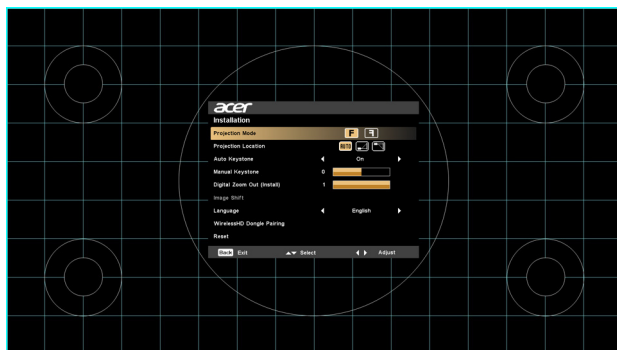 acer
Installation
Projection Mode F F
Projection Location AUTO
Auto Keystone On
Manual Keystone 0
Digital Zoom Out (Install) 1
Image Shift
Language English
WirelessHD Dongle Pairing
Reset
Back Exit Select Adjust